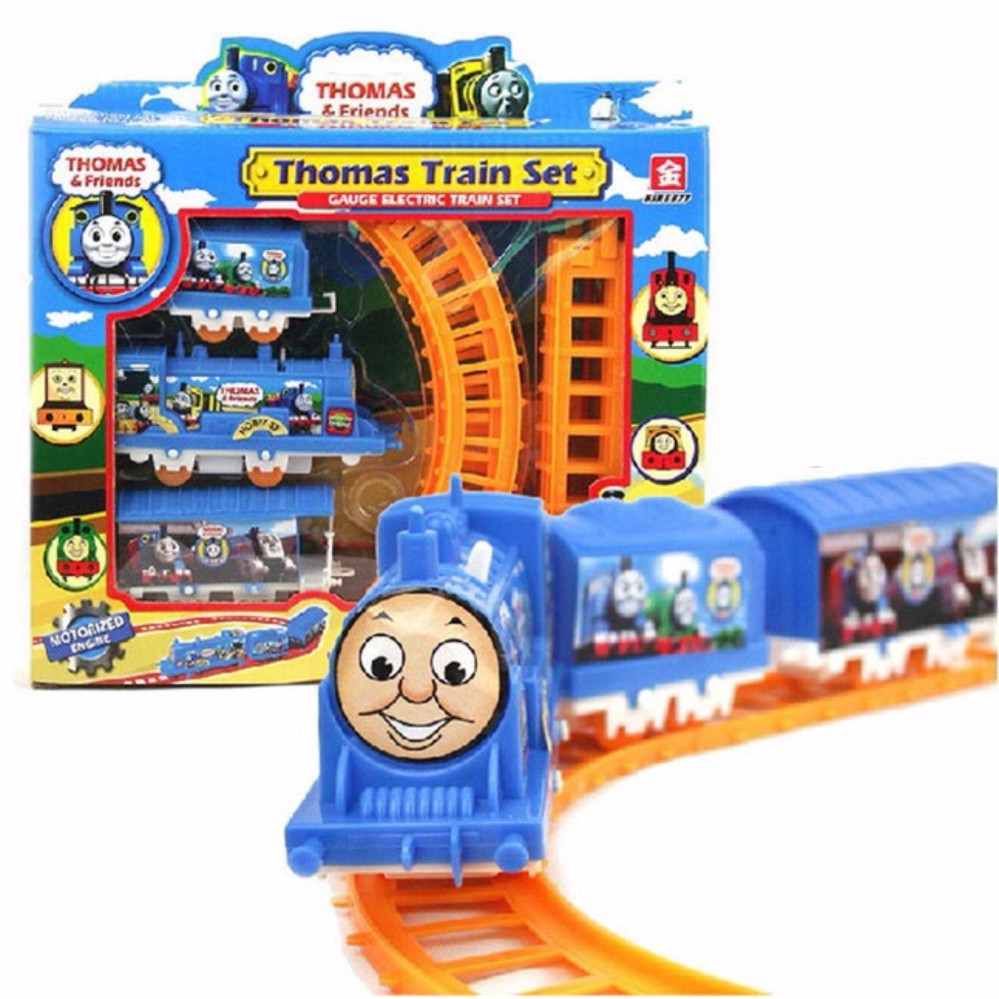 THOMAS
& Friends
THOMAS
& Friends
Thomas Train Set
GAUGE ELECTRIC TRAIN SET
金
THOMAS
& Friends
MOTORIZED
ENGINE